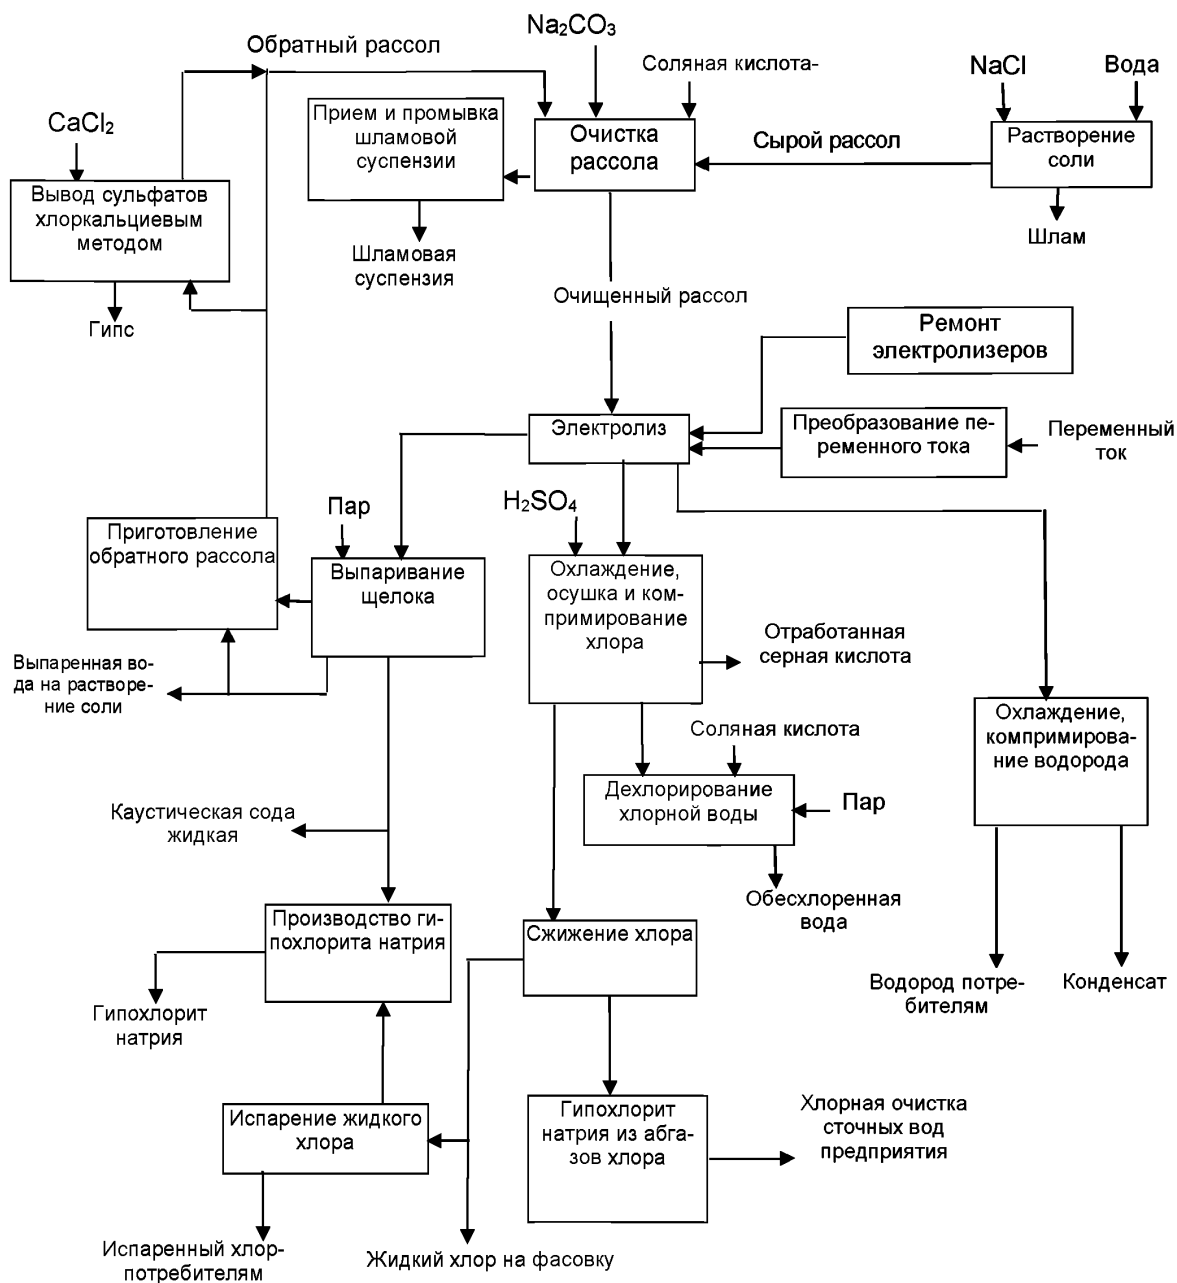 Na₂CO₃
Обратный рассол
Соляная кислота-
NaCl
Вода
CaCl₂
Прием и промывка
шламовой
суспензии
Очистка
рассола
Сырой рассол
Растворение
соли
Вывод сульфатов
хлоркальциевым
методом
Шлам
Шламовая
суспензия
Очищенный рассол
Гипс
Ремонт
электролизеров
Электролиз
Преобразование пе-
ременного тока
Переменный
ток
Пар
H₂SO₄
Приготовление
обратного рассола
Выпаривание
щелока
Охлаждение,
осушка и ком-
примирование
хлора
Отработанная
серная кислота
Выпаренная во-
да на растворе-
ние соли
Охлаждение,
компримирова-
ние водорода
Соляная кислота
Дехлорирование
хлорной воды
Пар
Каустическая сода
жидкая
Обесхлоренная
вода
Производство ги-
похлорита натрия
Сжижение хлора
Водород потре-
бителям
Конденсат
Гипохлорит
натрия
Испарение жидкого
хлора
Гипохлорит
натрия из абга-
зов хлора
Хлорная очистка
сточных вод
предприятия
Испаренный хлор-
потребителям
Жидкий хлор на фасовку